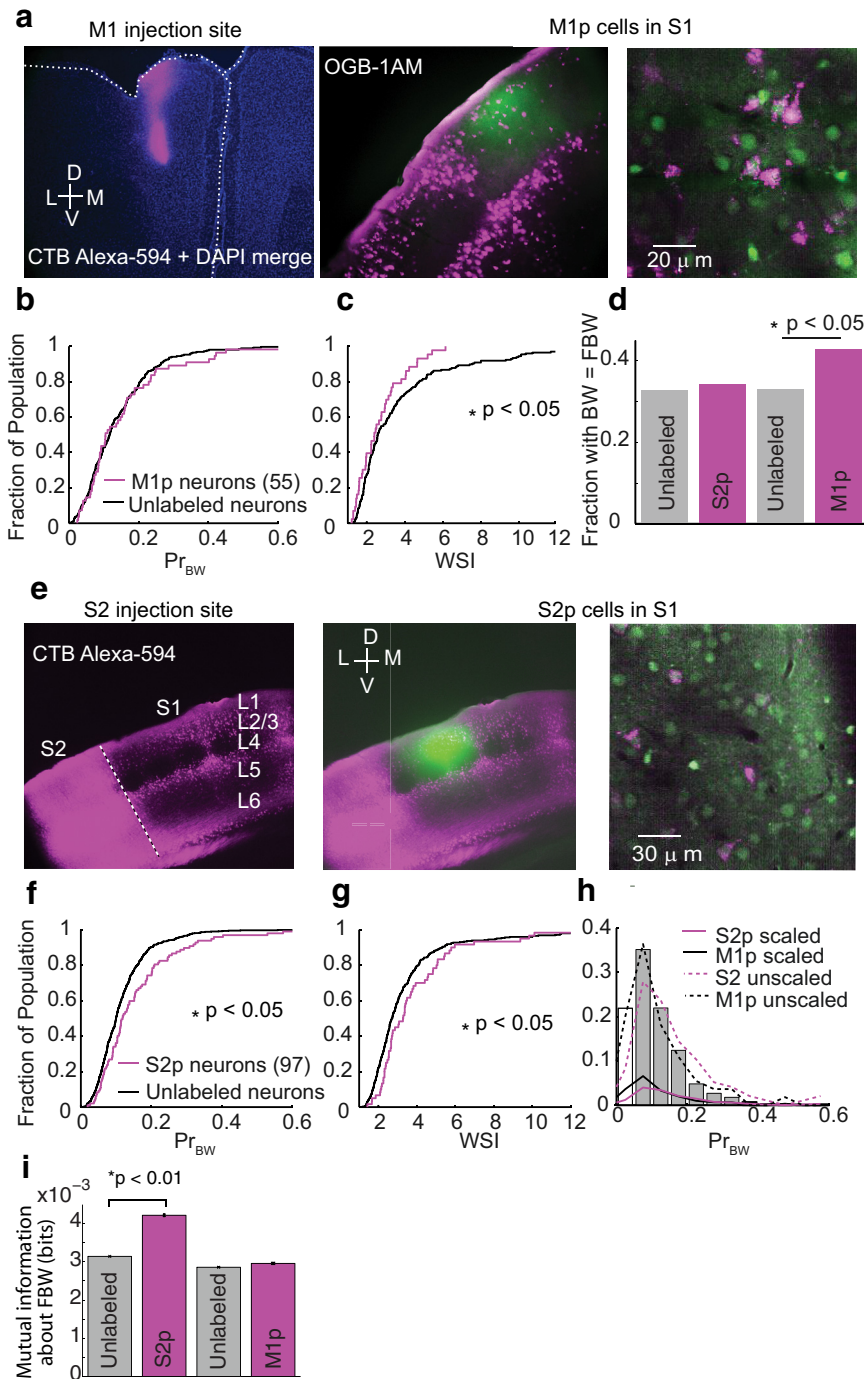 a
M1 injection site
M1p cells in S1
OGB-1AM
D
L M
V
CTB Alexa-594 + DAPI merge
20 μ m
b
c
d
Fraction of Population
1
0.8
0.6
0.4
0.2
0
M1p neurons (55)
Unlabeled neurons
0 0.2 0.4 0.6
PrBW
1
0.8
0.6
0.4
0.2
0
* p < 0.05
2 4 6 8 10 12
WSI
Fraction with BW = FBW
* p < 0.05
0.4
0.2
0
Unlabeled
S2p
Unlabeled
M1p
e
S2 injection site
S2p cells in S1
CTB Alexa-594
S1
S2
L1
L2/3
L4
L5
L6
D
L M
V
30 μ m
f
g
h
Fraction of Population
1
0.8
0.6
0.4
0.2
0
* p < 0.05
S2p neurons (97)
Unlabeled neurons
0 0.2 0.4 0.6
PrBW
1
0.8
0.6
0.4
0.2
0
* p < 0.05
2 4 6 8 10 12
WSI
0.4
0.3
0.2
0.1
0
S2p scaled
M1p scaled
S2 unscaled
M1p unscaled
0 0.2 0.4 0.6
PrBW
i
*p < 0.01
x10−3
Mutual information
about FBW (bits)
4
3
2
0
Unlabeled
S2p
Unlabeled
M1p